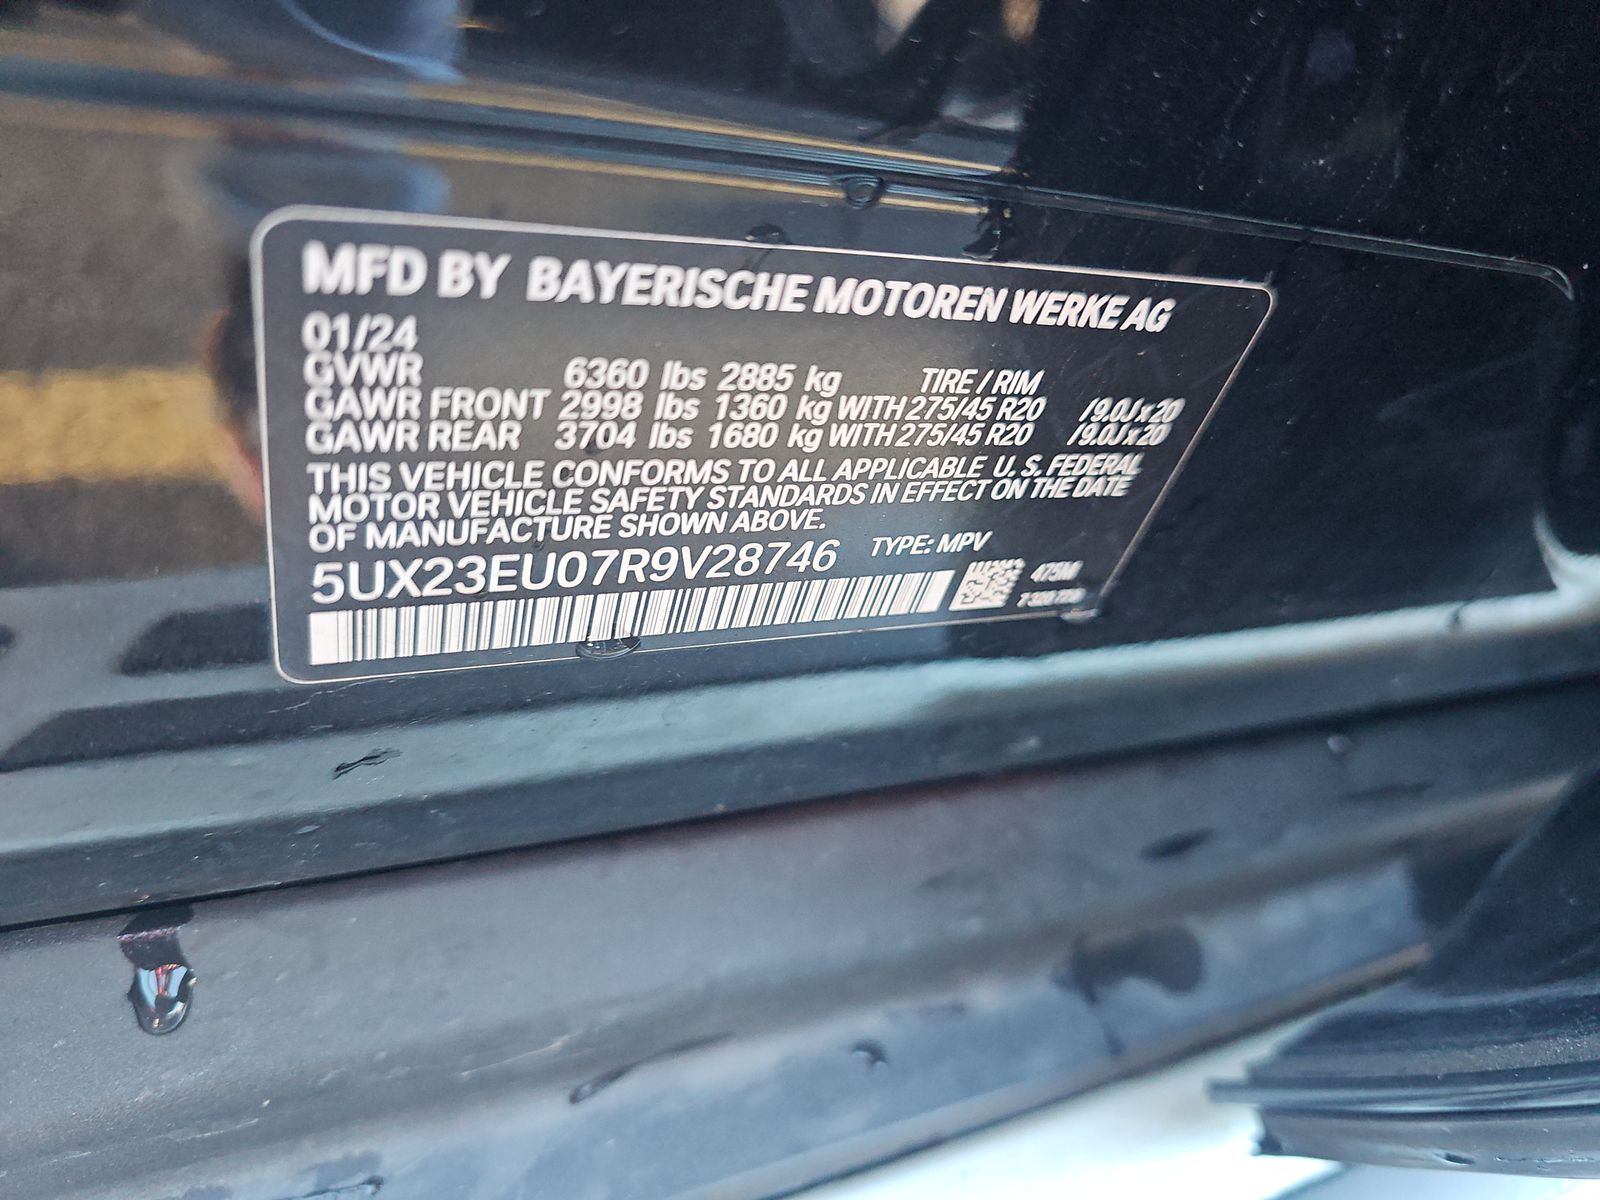 MFD BY BAYERISCHE MOTOREN WERKE AG
01/24
GVWR 6360 lbs 2885 kg TIRE / RIM
GAWR FRONT 2998 lbs 1360 kg WITH 275/45 R20 /9.0J x 20
GAWR REAR 3704 lbs 1680 kg WITH 275/45 R20 /9.0J x 20
THIS VEHICLE CONFORMS TO ALL APPLICABLE U. S. FEDERAL
MOTOR VEHICLE SAFETY STANDARDS IN EFFECT ON THE DATE
OF MANUFACTURE SHOWN ABOVE.
5UX23EU07R9V28746 TYPE: MPV
475M